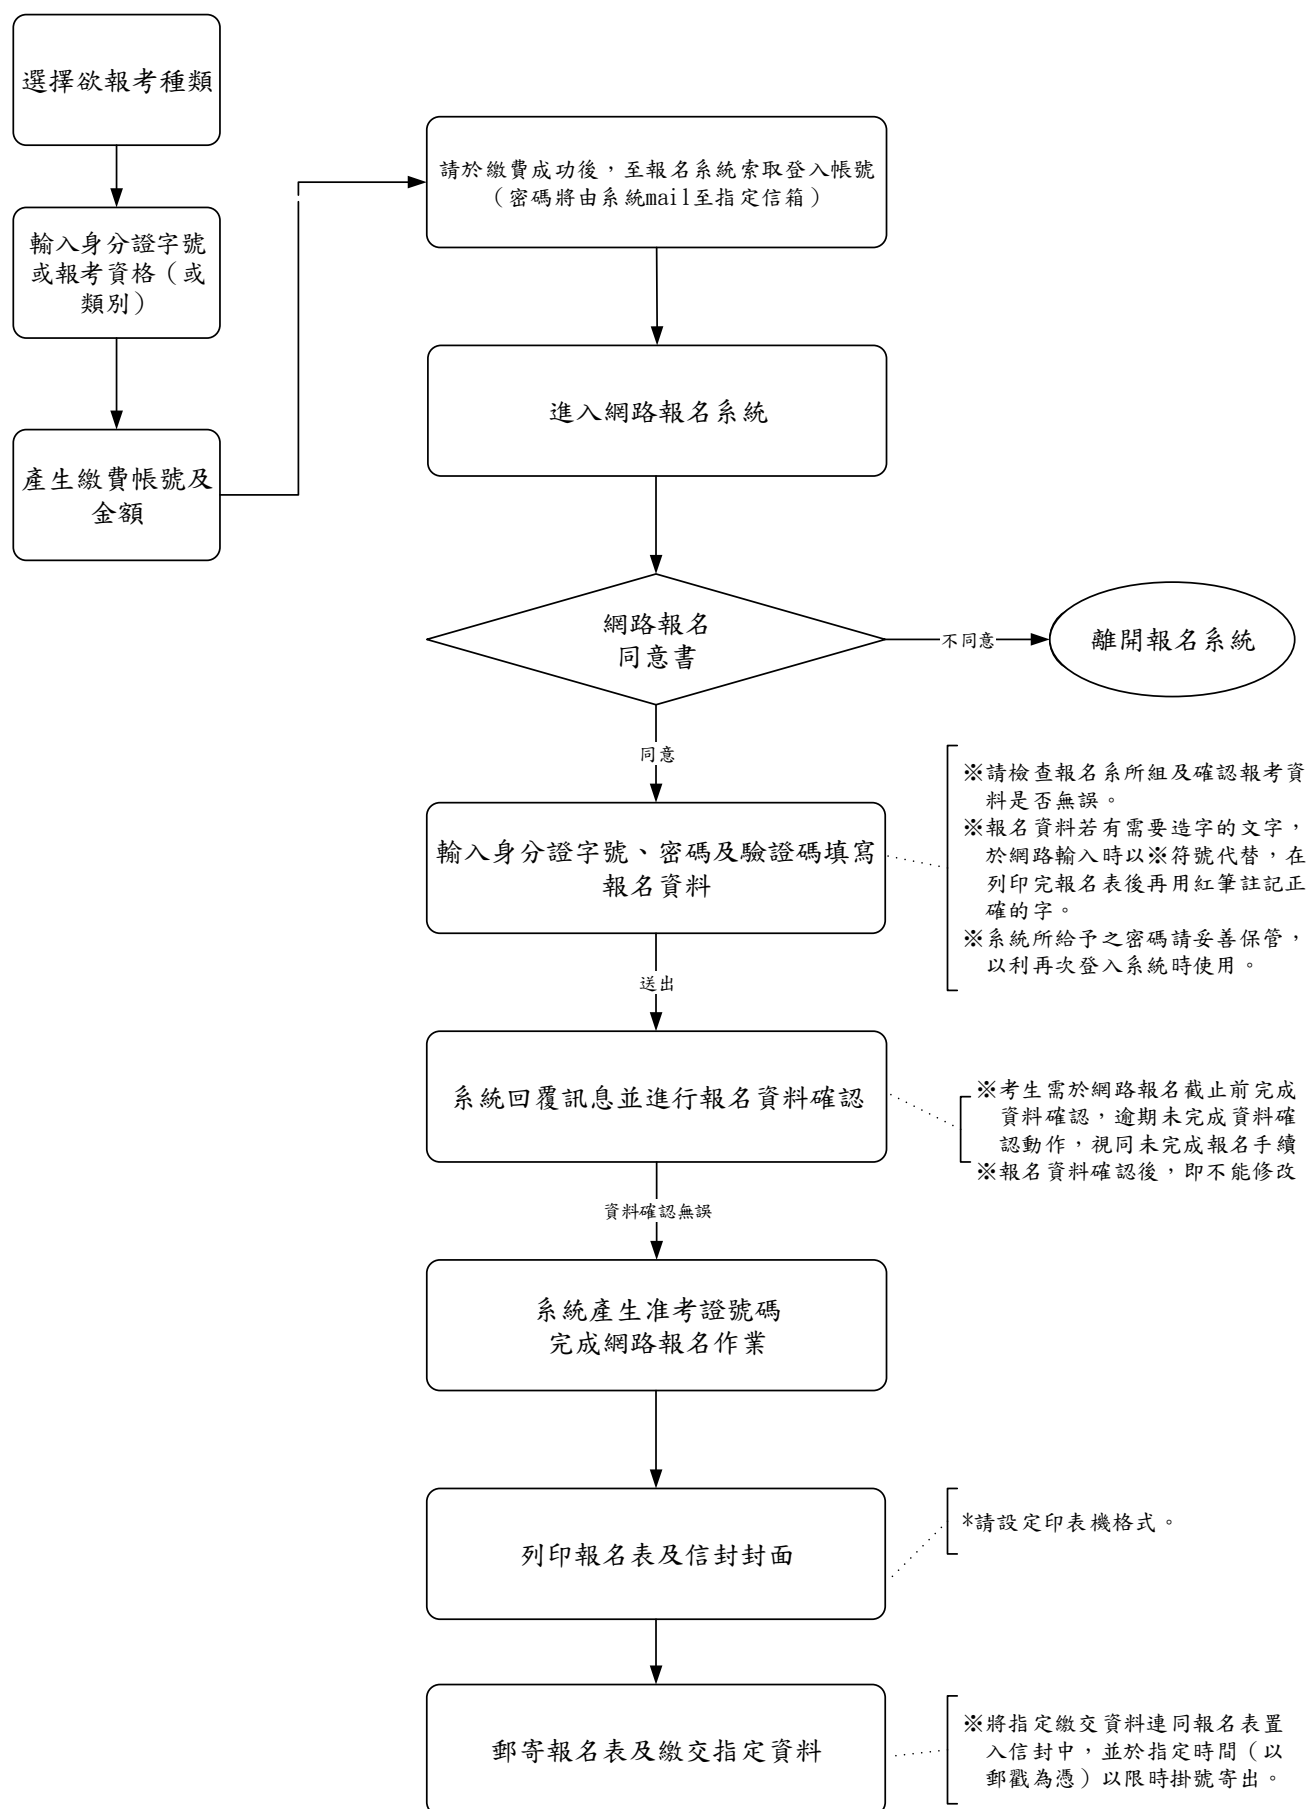 選擇欲報考種類
輸入身分證字號
或報考資格（或
類別）
產生繳費帳號及
金額
請於繳費成功後，至報名系統索取登入帳號
（密碼將由系統mail至指定信箱）
進入網路報名系統
網路報名
同意書
不同意
離開報名系統
同意
輸入身分證字號、密碼及驗證碼填寫
報名資料
※請檢查報名系所組及確認報考資
料是否無誤。
※報名資料若有需要造字的文字，
於網路輸入時以※符號代替，在
列印完報名表後再用紅筆註記正
確的字。
※系統所給予之密碼請妥善保管，
以利再次登入系統時使用。
送出
系統回覆訊息並進行報名資料確認
※考生需於網路報名截止前完成
資料確認，逾期未完成資料確
認動作，視同未完成報名手續
※報名資料確認後，即不能修改
資料確認無誤
系統產生准考證號碼
完成網路報名作業
列印報名表及信封封面
*請設定印表機格式。
郵寄報名表及繳交指定資料
※將指定繳交資料連同報名表置
入信封中，並於指定時間（以
郵戳為憑）以限時掛號寄出。